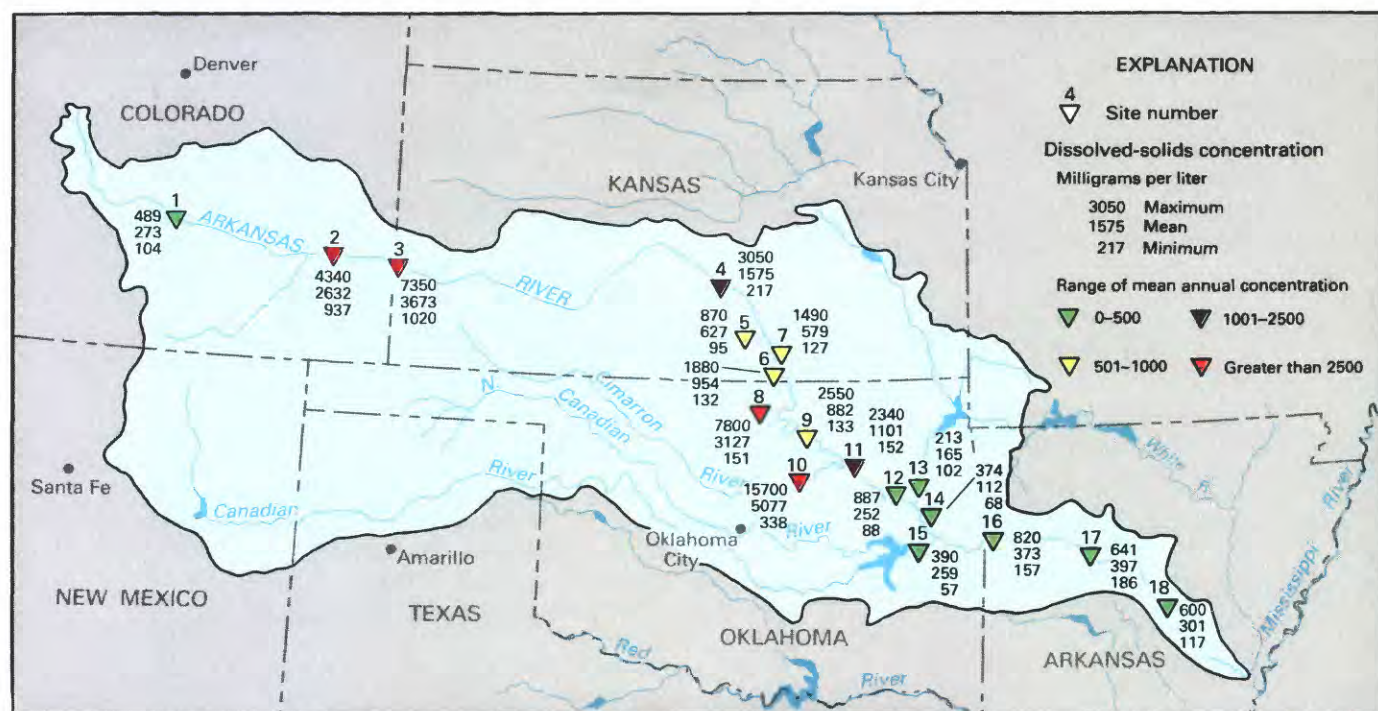 Denver
COLORADO
1
489
273
104
ARKANSAS
2
4340
2632
937
3
7350
3673
1020
RIVER
KANSAS
Kansas City
4
3050
1575
217
870
627
95
5
7
1490
579
127
6
1880
954
132
8
7800
3127
151
9
2550
882
133
10
15700
5077
338
11
2340
1101
152
12
887
252
88
13
213
165
102
14
374
112
68
15
390
259
57
16
820
373
157
17
641
397
186
18
600
301
117
N
Canadian
Cimarron
River
River
Canadian
River
Santa Fe
Amarillo
Oklahoma
City
NEW MEXICO
TEXAS
OKLAHOMA
ARKANSAS
Red
River
White
R
Mississippi
River
EXPLANATION
4
Site number
Dissolved-solids concentration
Milligrams per liter
3050 Maximum
1575 Mean
217 Minimum
Range of mean annual concentration
0–500
1001–2500
501–1000
Greater than 2500